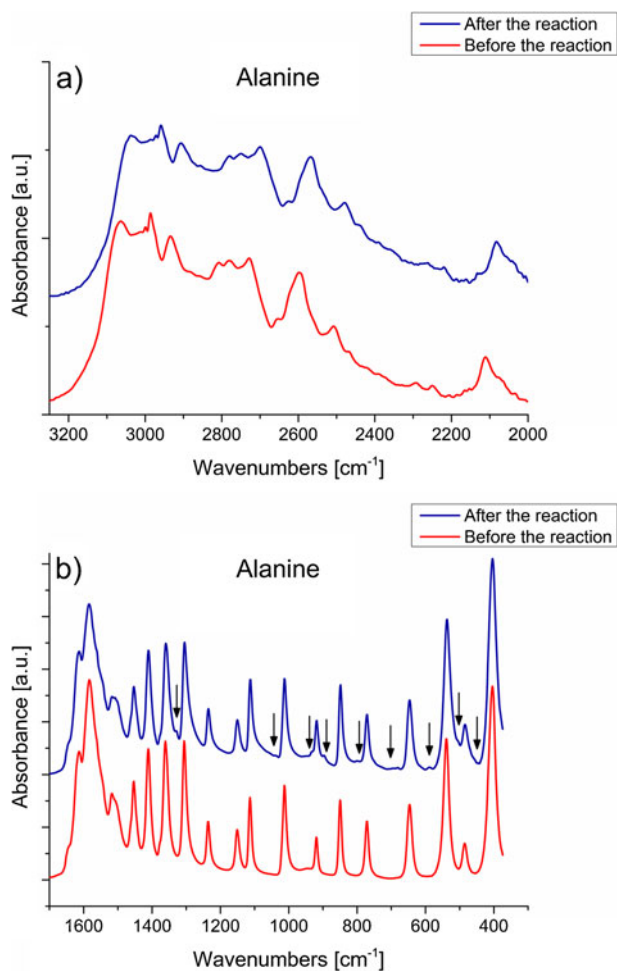 After the reaction
Before the reaction
a)
Alanine
Absorbance [a.u.]
3200 3000 2800 2600 2400 2200 2000
Wavenumbers [cm⁻¹]
After the reaction
Before the reaction
b)
Alanine
Absorbance [a.u.]
1600 1400 1200 1000 800 600 400
Wavenumbers [cm⁻¹]